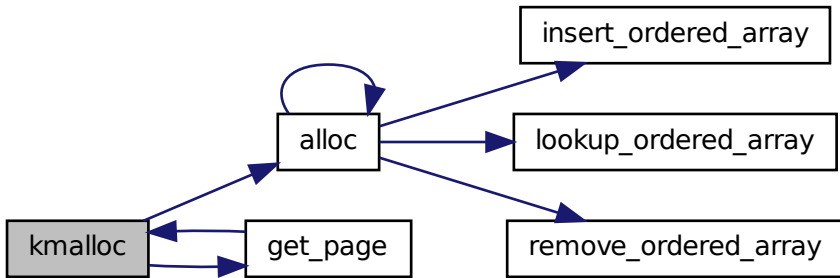 kmalloc
alloc
get_page
insert_ordered_array
lookup_ordered_array
remove_ordered_array